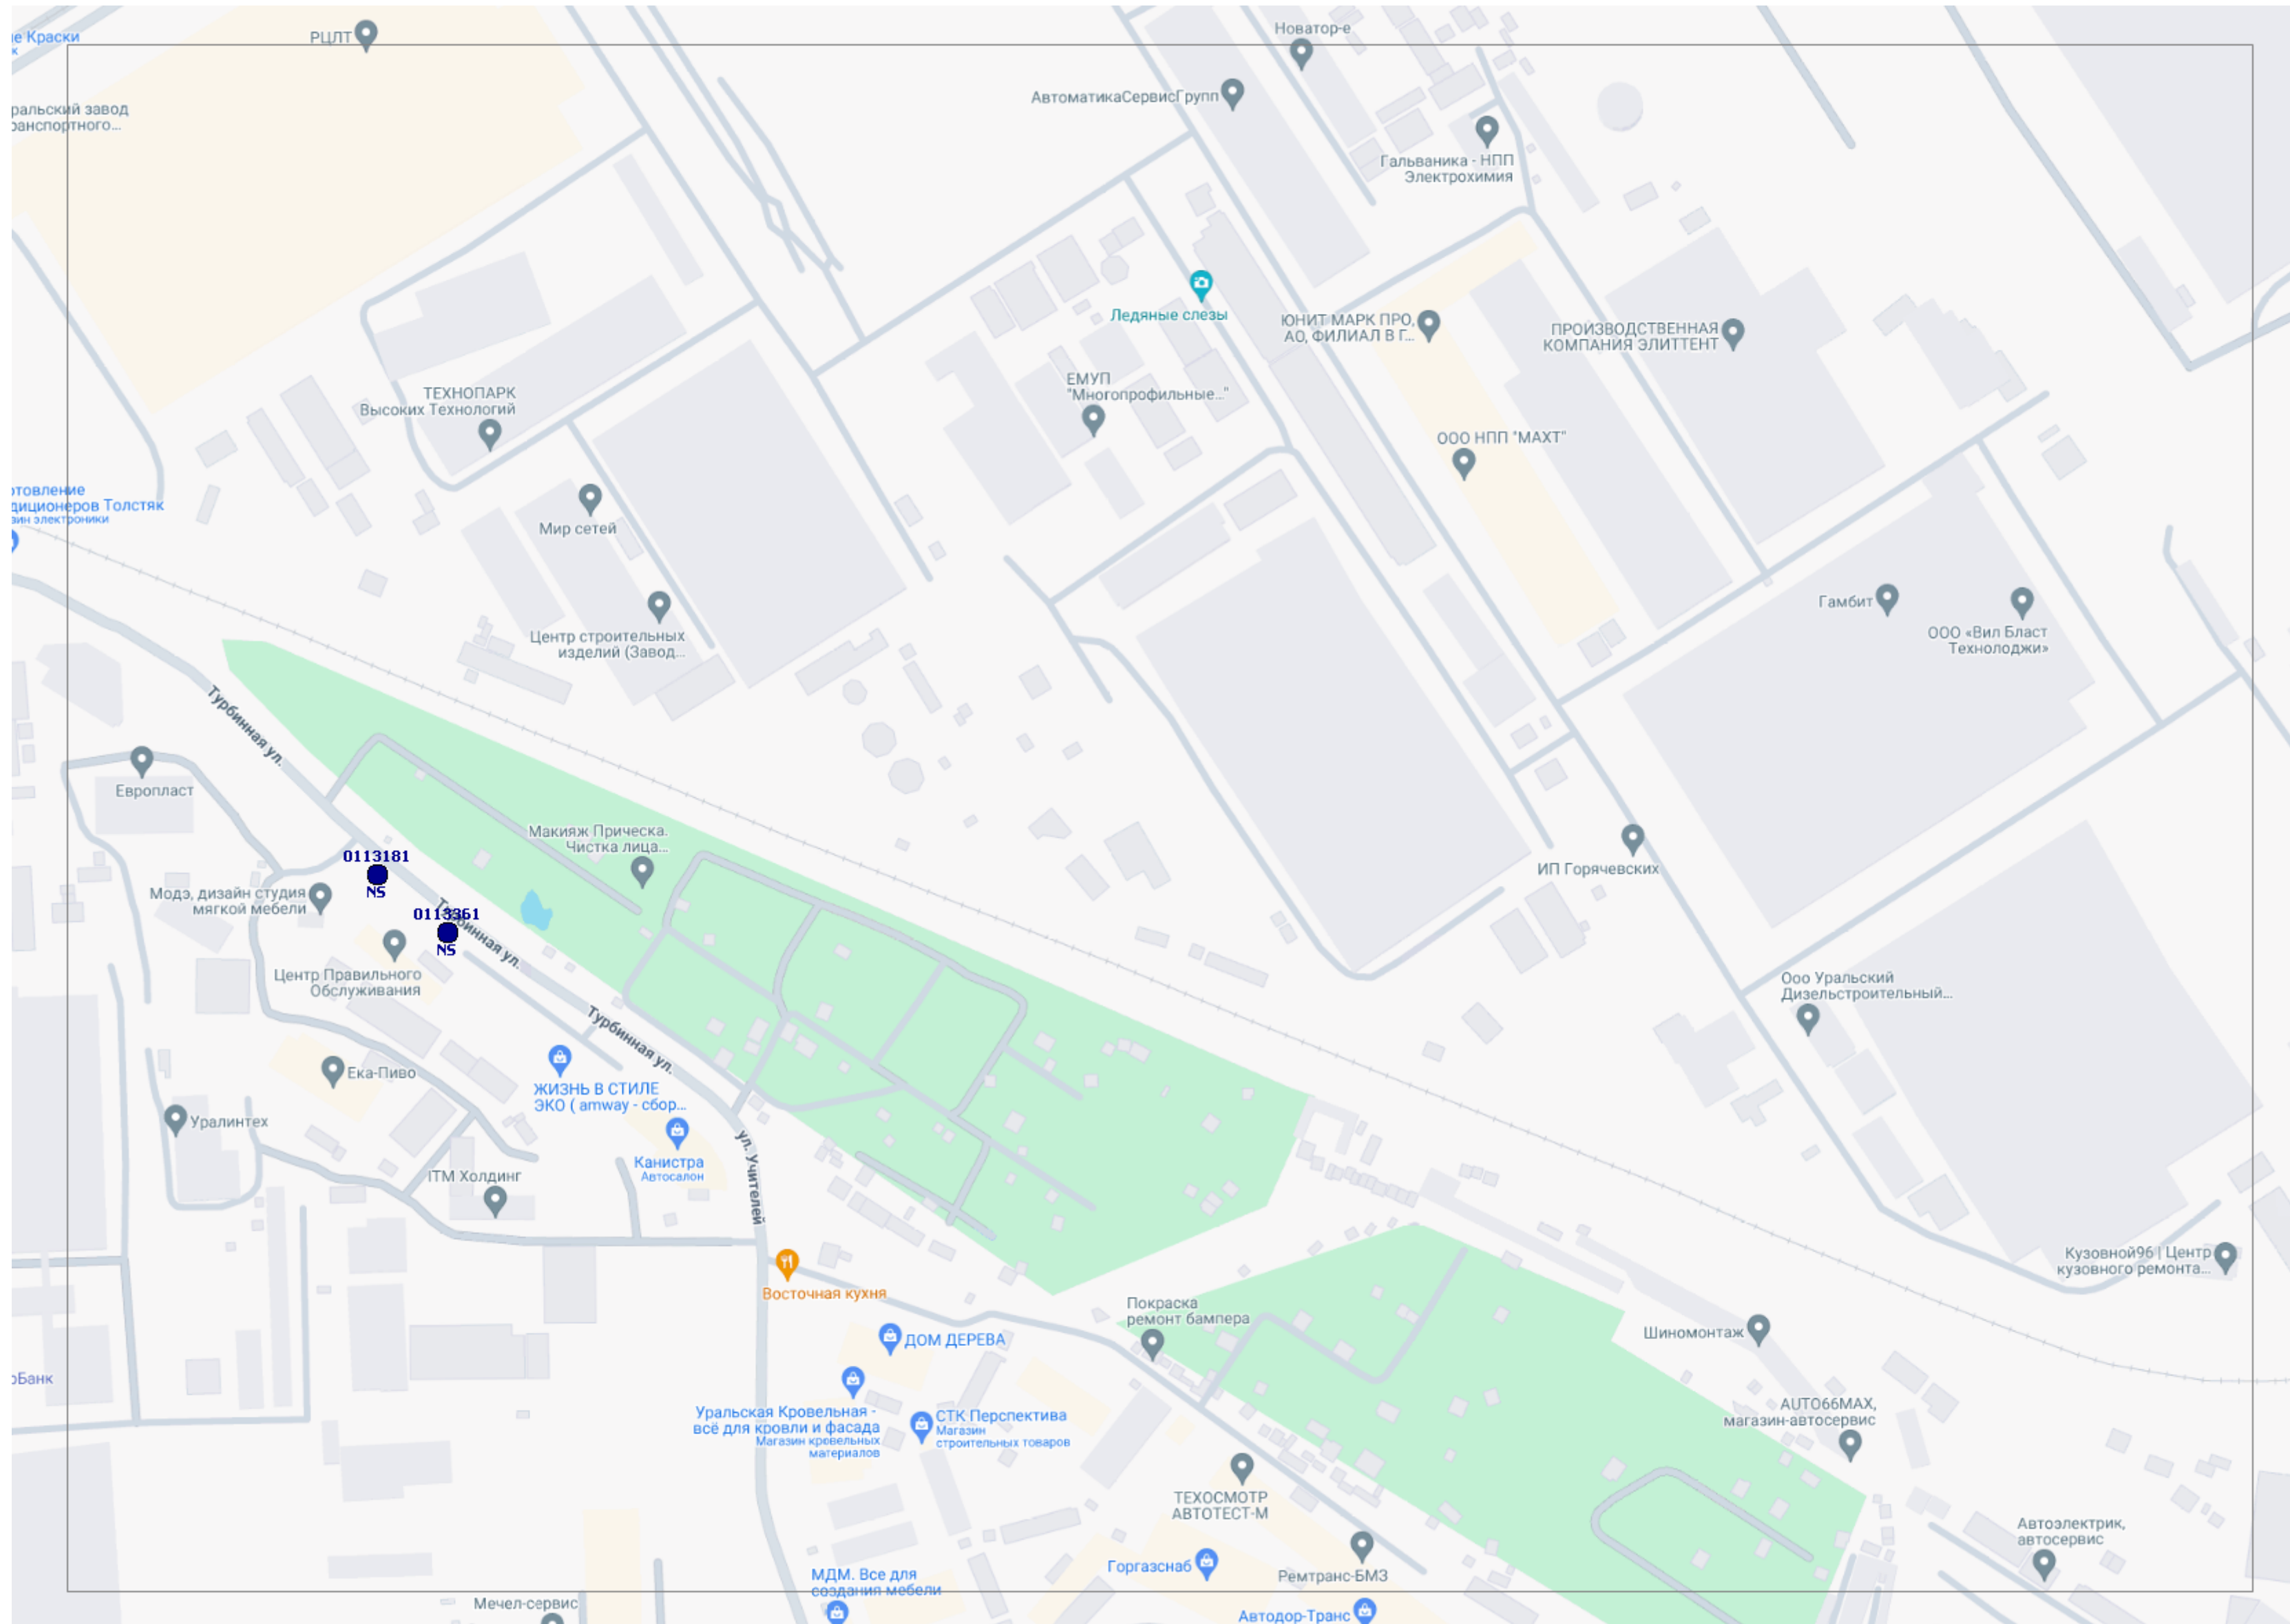 е Краски
к
РЦЛТ
Новатор-е
АвтоматикаСервисГрупп
ральский завод
ранспортного...
Гальваника - НПП
Электрохимия
Ледяные слезы
ЮНИТ МАРК ПРО,
АО, ФИЛИАЛ В Г...
ПРОИЗВОДСТВЕННАЯ
КОМПАНИЯ ЭЛИТТЕНТ
ТЕХНОПАРК
Высоких Технологий
ЕМУП
"Многопрофильные..."
ООО НПП "МАХТ"
отовление
диционеров Толстяк
зин электроники
Мир сетей
Гамбит
Центр строительных
изделий (Завод...
ООО «Вил Бласт
Технолоджи»
Турбинная ул.
Европласт
Макияж Прическа.
Чистка лица...
0113181
NS
ИП Горячевских
Модэ, дизайн студия
мягкой мебели
0113361
NS
Турбинная ул.
Центр Правильного
Обслуживания
Ооо Уральский
Дизельстроительный...
Турбинная ул.
Ека-Пиво
ЖИЗНЬ В СТИЛЕ
ЭКО ( amway - сбор...
Уралинтех
ул. Учителей
Канистра
Автосалон
ITM Холдинг
Кузовной96 | Центр
кузовного ремонта...
Восточная кухня
Покраска
ремонт бампера
ДОМ ДЕРЕВА
Шиномонтаж
оБанк
Уральская Кровельная -
всё для кровли и фасада
Магазин кровельных
материалов
СТК Перспектива
Магазин
строительных товаров
AUTO66MAX,
магазин-автосервис
ТЕХОСМОТР
АВТОТЕСТ-М
Автоэлектрик,
автосервис
Горгазснаб
Ремтранс-БМЗ
МДМ. Все для
создания мебели
Мечел-сервис
Автодор-Транс